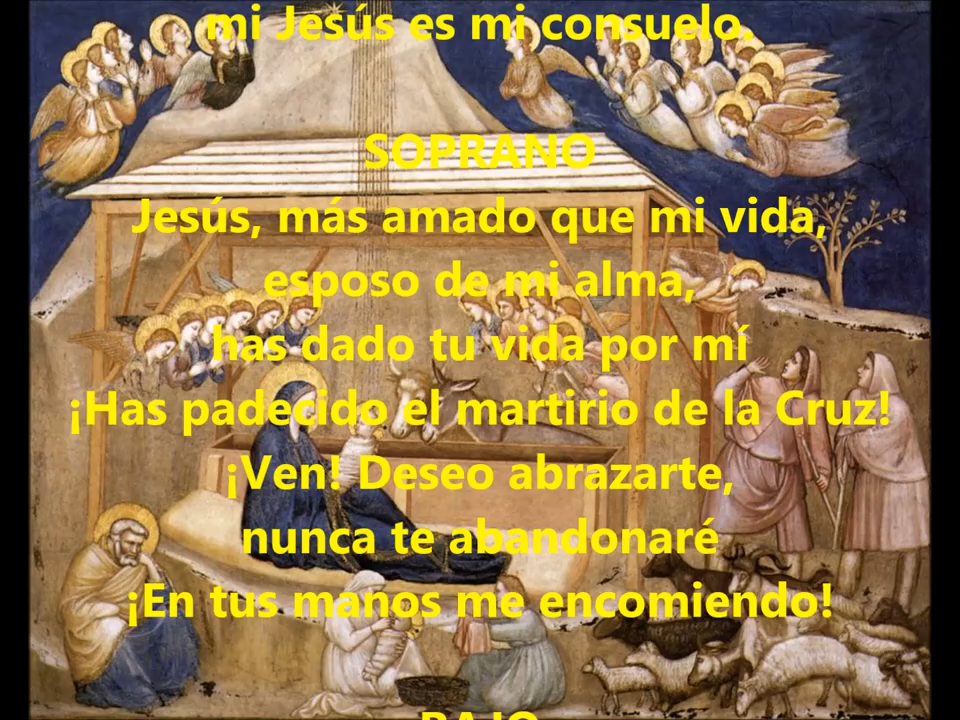 mi Jesús es mi consuelo.
SOPRANO
Jesús, más amado que mi vida,
esposo de mi alma,
has dado tu vida por mí
¡Has padecido el martirio de la Cruz!
¡Ven! Deseo abrazarte,
nunca te abandonaré
¡En tus manos me encomiendo!
BAJO